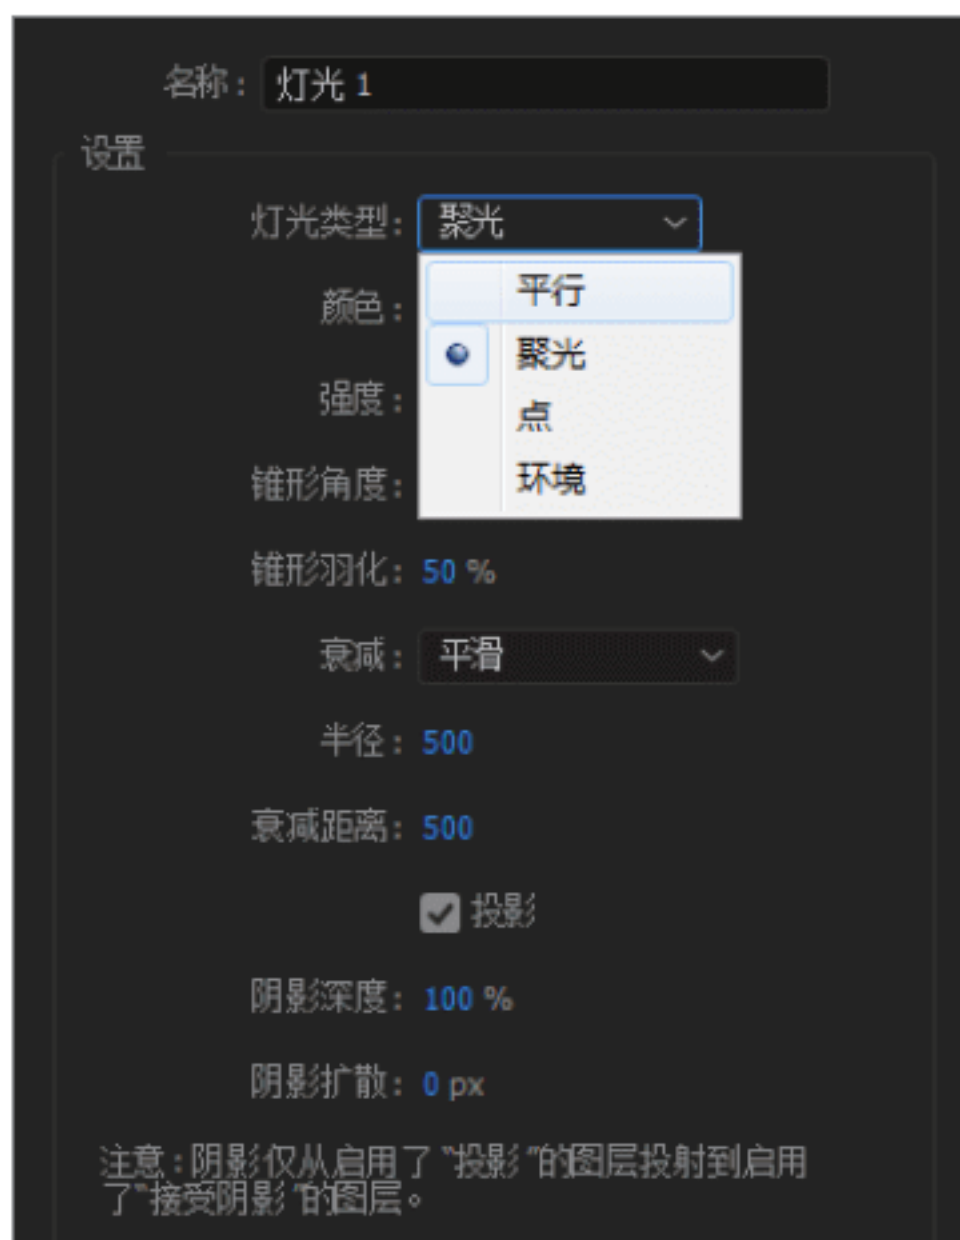 名称： 灯光 1
设置
灯光类型： 聚光
平行
颜色：
聚光
强度：
点
锥形角度： 环境
锥形羽化： 50 %
衰减： 平滑
半径： 500
衰减距离： 500
投影
阴影深度： 100 %
阴影扩散： 0 px
注意：阴影仅从启用了“投影”的图层投射到启用
了“接受阴影”的图层。